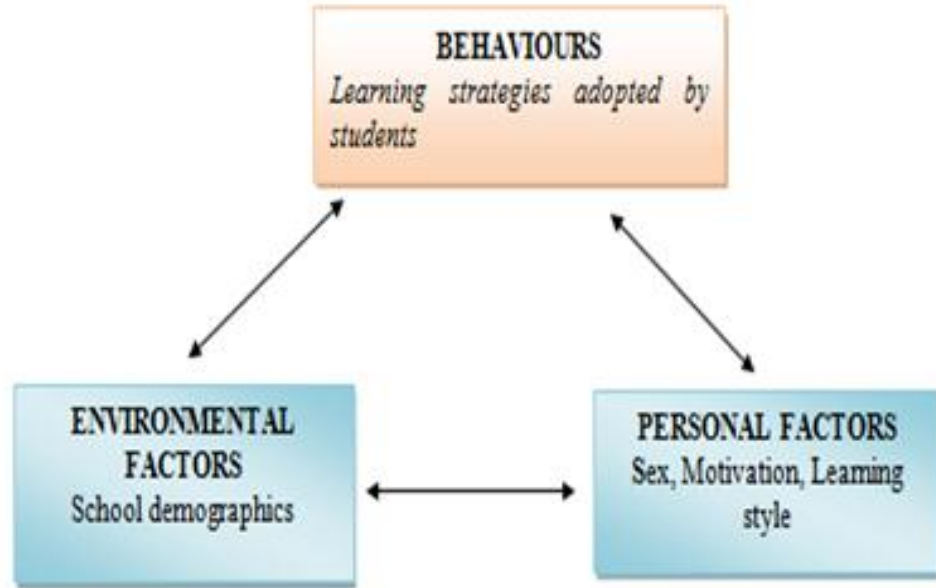 BEHAVIOURS
Learning strategies adopted by
students
ENVIRONMENTAL
FACTORS
School demographics
PERSONAL FACTORS
Sex, Motivation, Learning
style